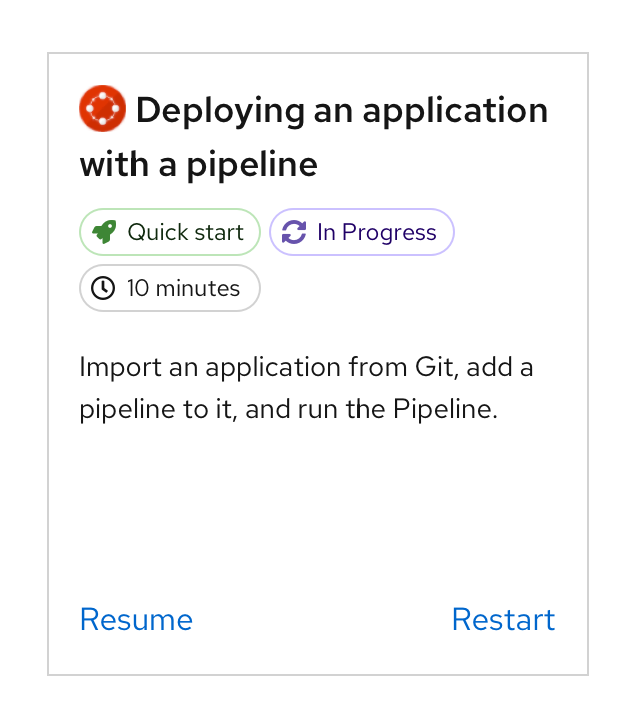 Deploying an application
with a pipeline
Quick start
In Progress
10 minutes
Import an application from Git, add a
pipeline to it, and run the Pipeline.
Resume
Restart